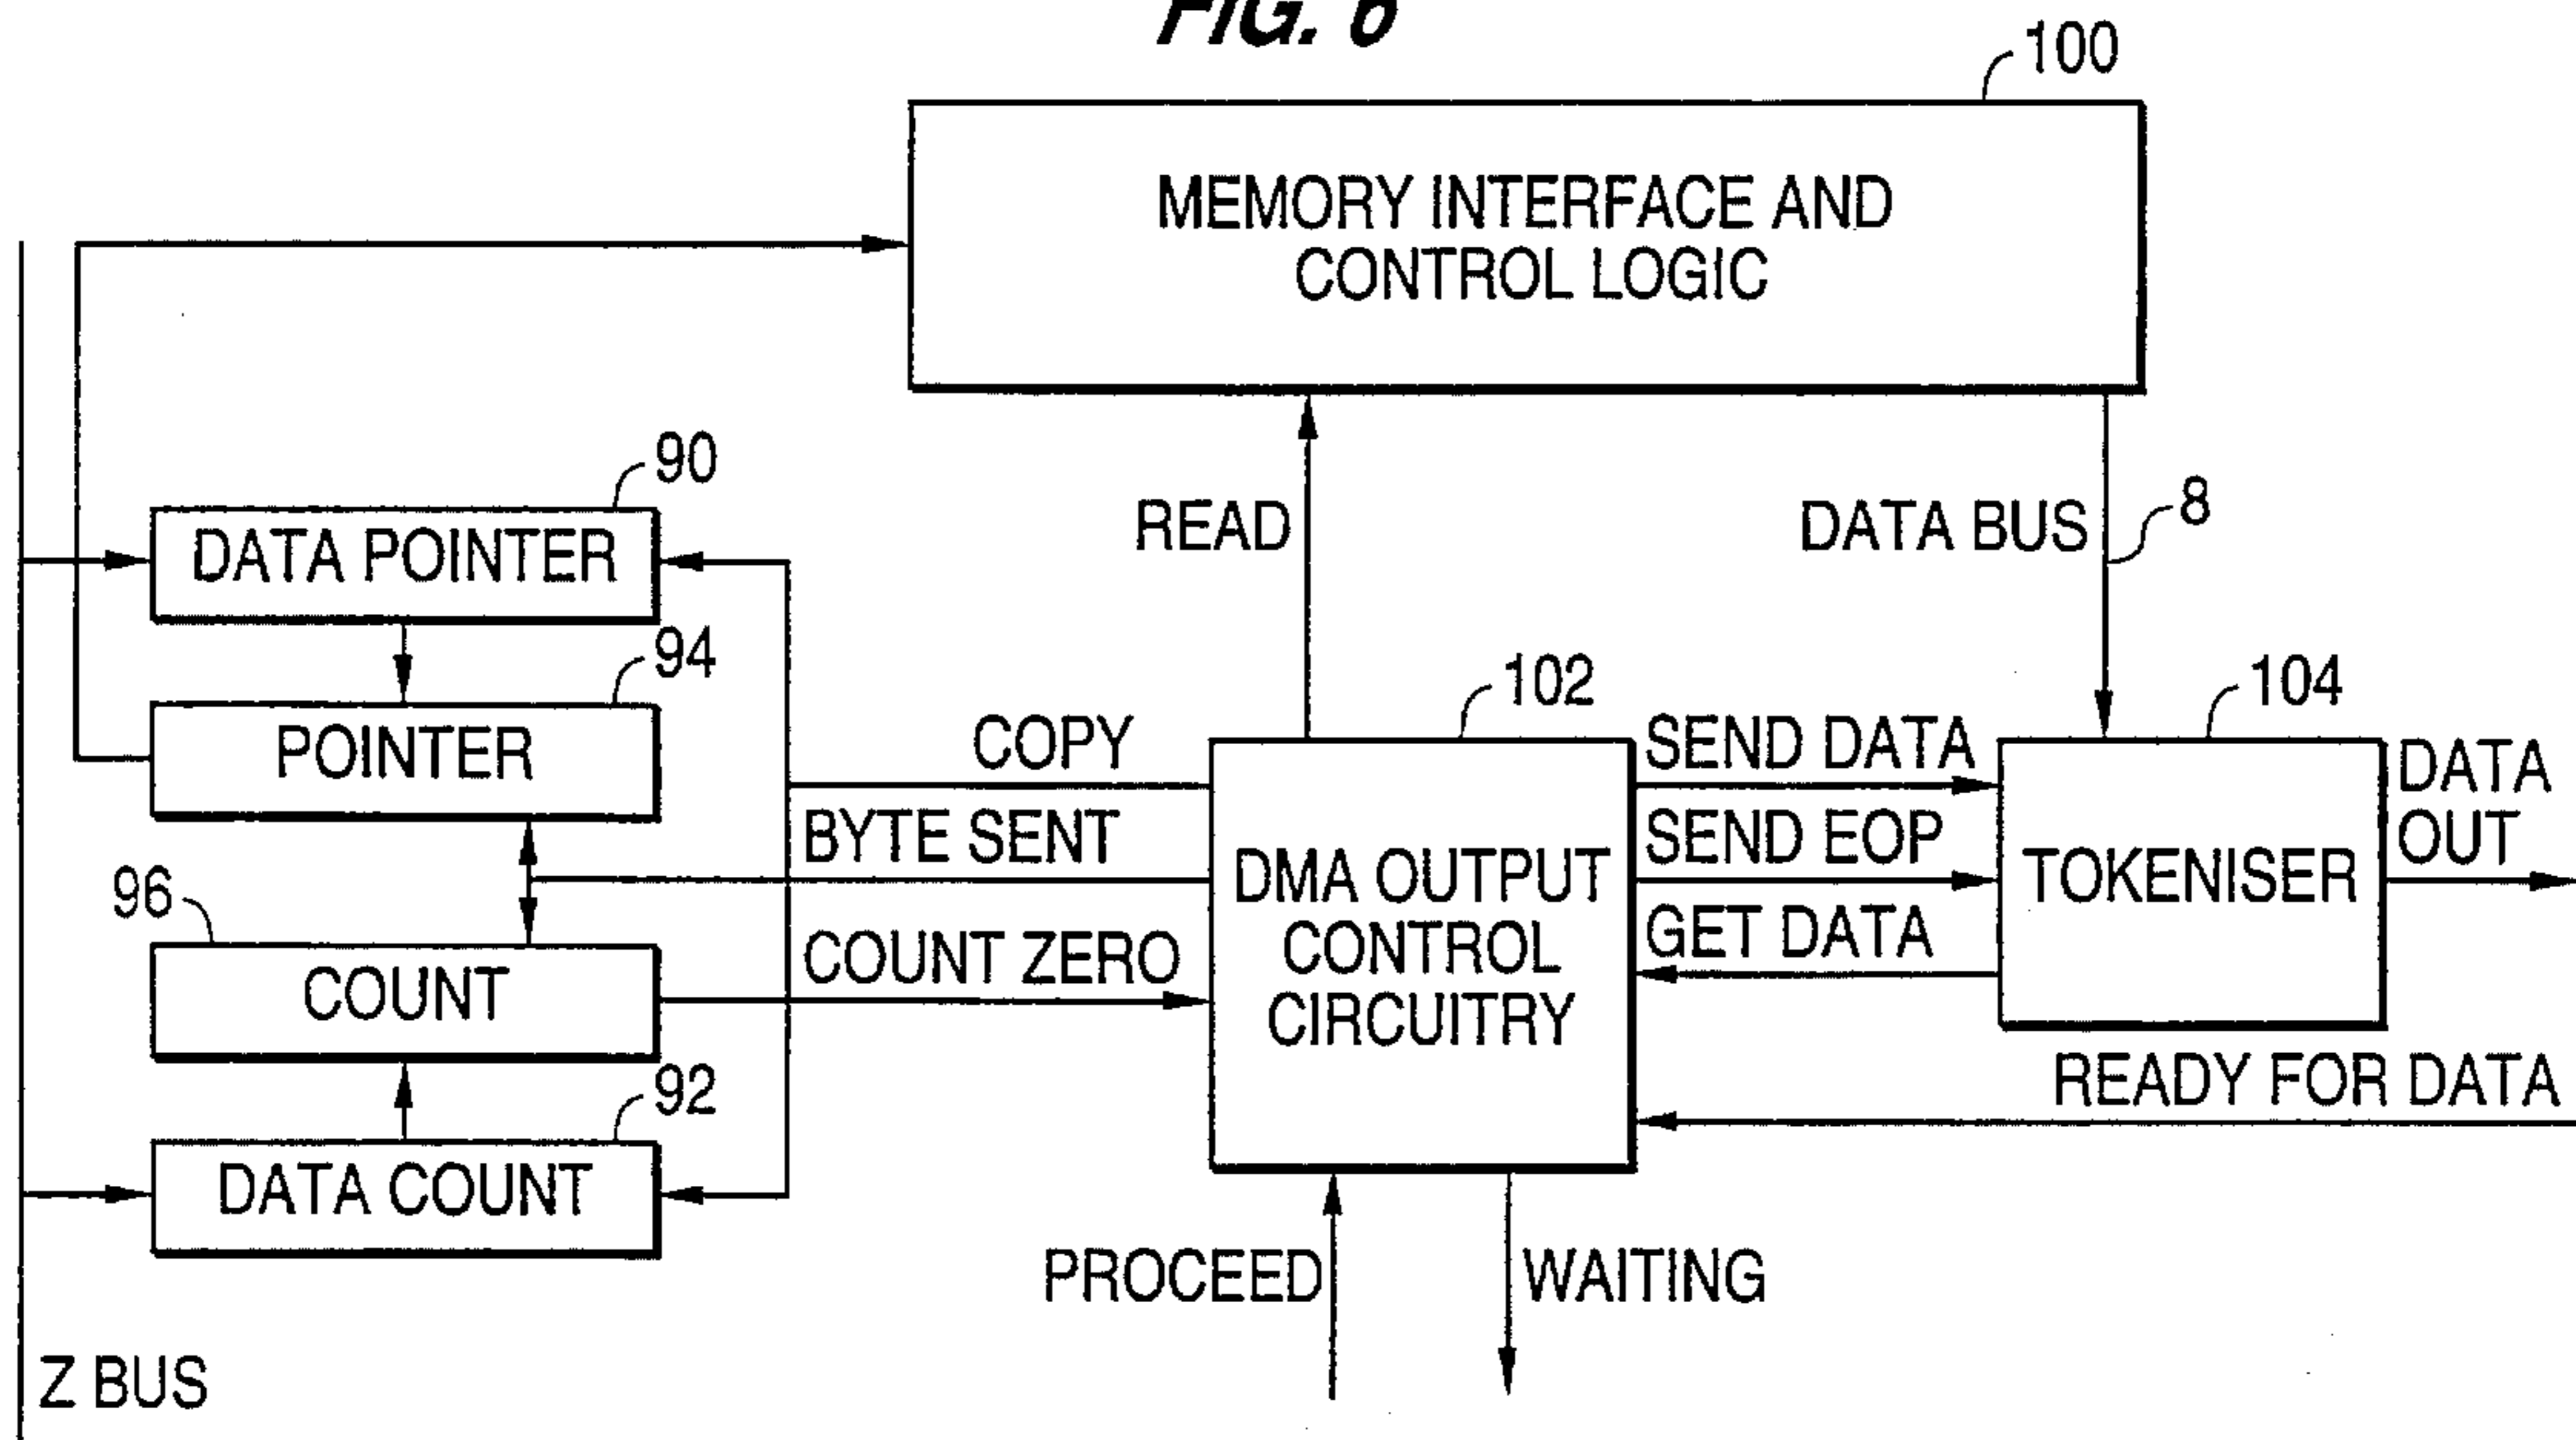 FIG. 6
100
MEMORY INTERFACE AND
CONTROL LOGIC
90
DATA POINTER
READ
DATA BUS
8
94
POINTER
102
104
COPY
SEND DATA
DATA
OUT
BYTE SENT
SEND EOP
DMA OUTPUT
CONTROL
CIRCUITRY
TOKENISER
96
COUNT
COUNT ZERO
GET DATA
92
DATA COUNT
READY FOR DATA
PROCEED
WAITING
Z BUS